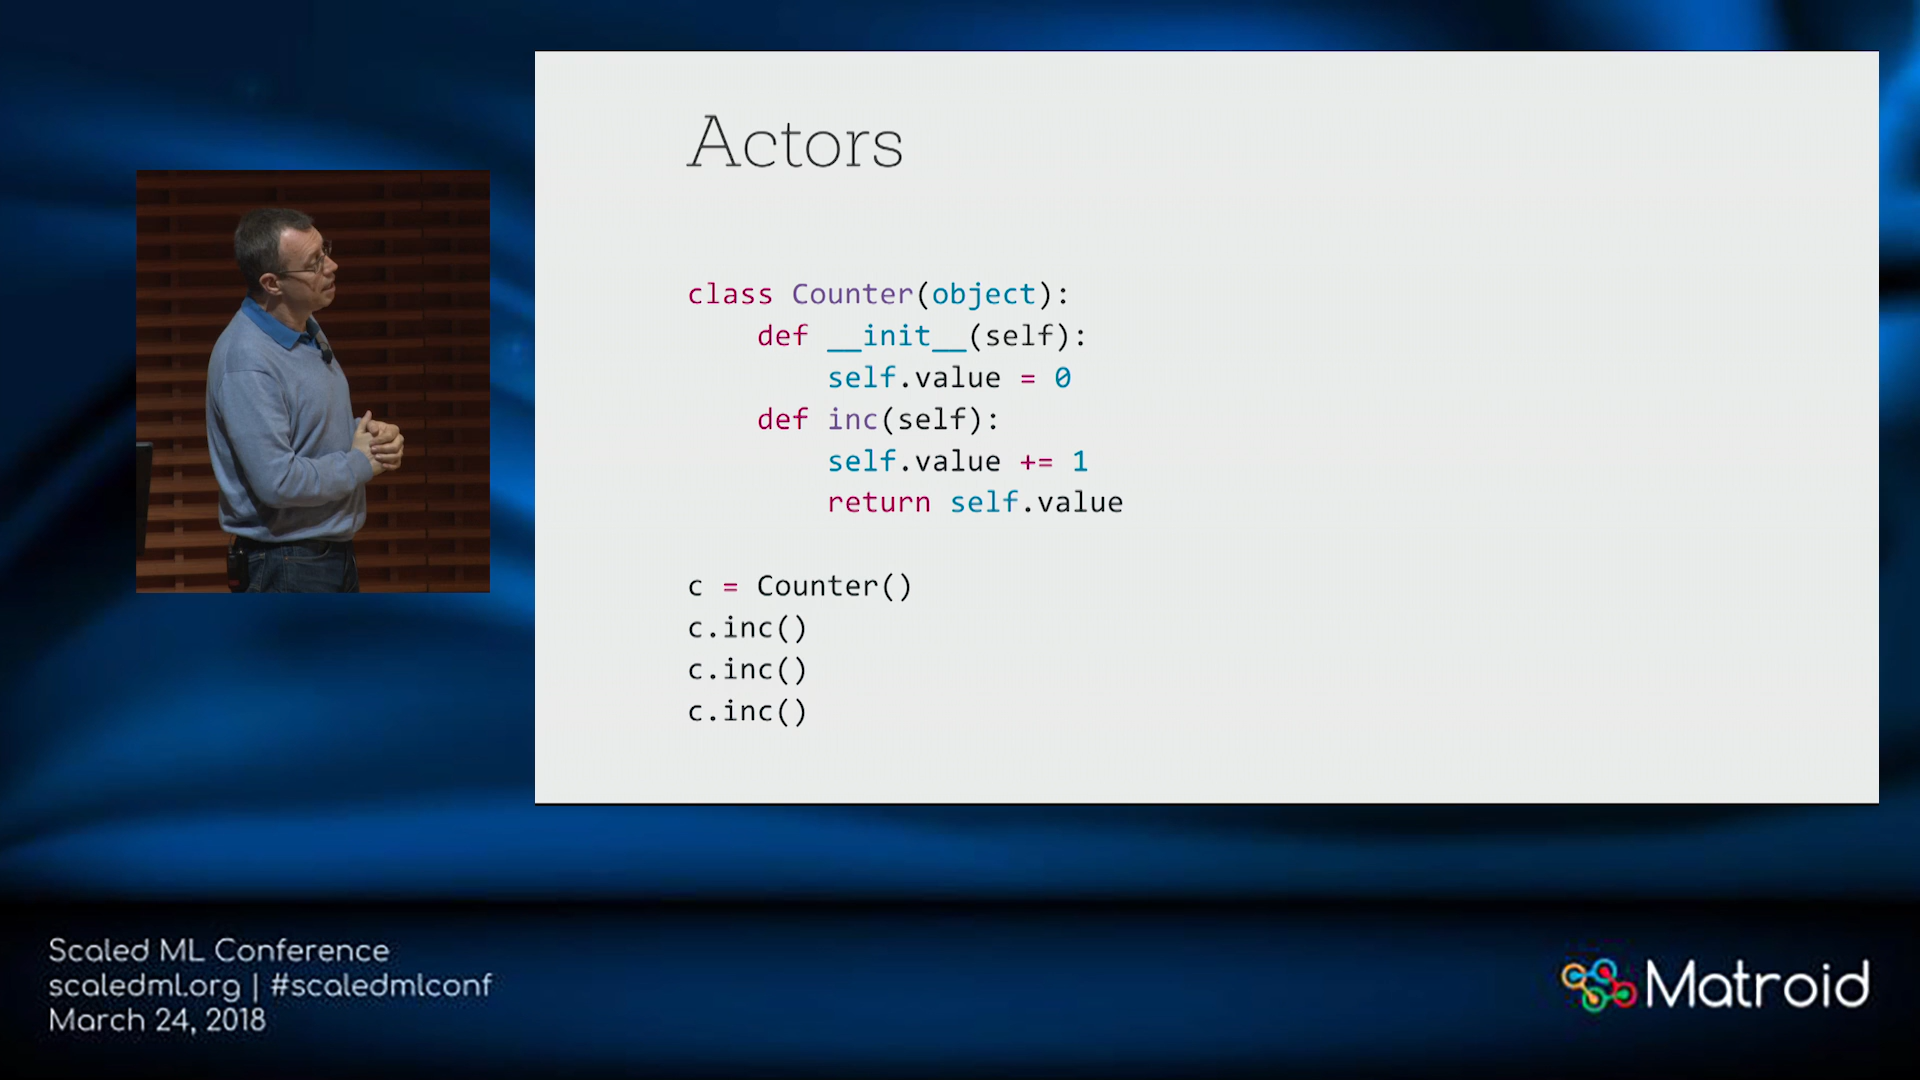 Actors
class Counter(object):
    def __init__(self):
        self.value = 0
    def inc(self):
        self.value += 1
        return self.value
c = Counter()
c.inc()
c.inc()
c.inc()
Scaled ML Conference
scaledml.org | #scaledmlconf
March 24, 2018
Matroid